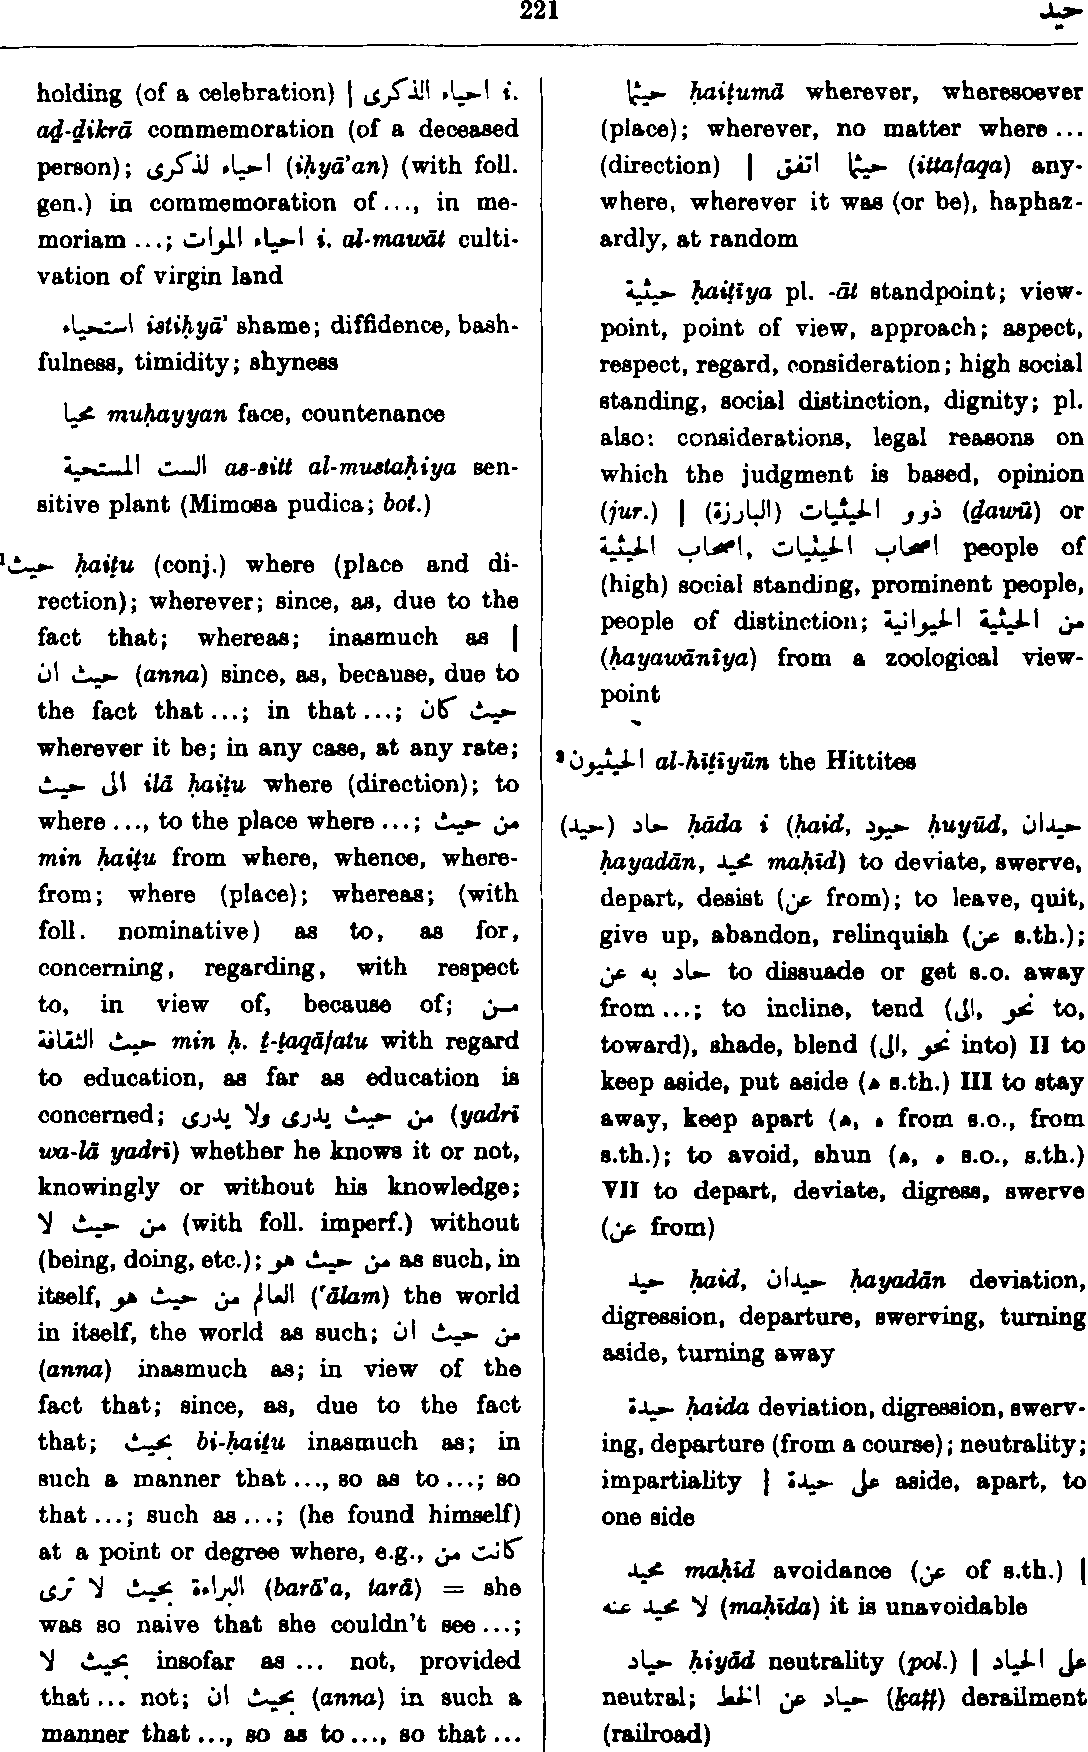 221
حيد
holding (of a celebration) | احياء الذكرى i.
aḏ-ḏikrā commemoration (of a deceased
person); احياء لذكرى (iḥyā'an) (with foll.
gen.) in commemoration of ..., in me-
moriam ...; احياء الموات i. al-mawāt culti-
vation of virgin land
استحياء istiḥyā' shame; diffidence, bash-
fulness, timidity; shyness
محيا muḥayyan face, countenance
الست المستحية as-sitt al-mustaḥiya sen-
sitive plant (Mimosa pudica; bot.)
¹حيث ḥaiṯu (conj.) where (place and di-
rection); wherever; since, as, due to the
fact that; whereas; inasmuch as |
حيث ان (anna) since, as, because, due to
the fact that ...; in that ...; حيث كان
wherever it be; in any case, at any rate;
الى حيث ilā ḥaiṯu where (direction); to
where ..., to the place where ...; من حيث
min ḥaiṯu from where, whence, where-
from; where (place); whereas; (with
foll. nominative) as to, as for,
concerning, regarding, with respect
to, in view of, because of; من
حيث الثقافة min ḥ. ṯ-ṯaqāfatu with regard
to education, as far as education is
concerned; من حيث يدرى ولا يدرى (yadrī
wa-lā yadrī) whether he knows it or not,
knowingly or without his knowledge;
من حيث لا (with foll. imperf.) without
(being, doing, etc.); من حيث هو as such, in
itself, العالم من حيث هو (ʿālam) the world
in itself, the world as such; من حيث ان
(anna) inasmuch as; in view of the
fact that; since, as, due to the fact
that; بحيث bi-ḥaiṯu inasmuch as; in
such a manner that ..., so as to ...; so
that ...; such as ...; (he found himself)
at a point or degree where, e.g., كانت من
البراءة بحيث لا ترى (barā'a, tarā) = she
was so naive that she couldn't see ...;
بحيث لا insofar as ... not, provided
that ... not; بحيث ان (anna) in such a
manner that ..., so as to ..., so that ...
حيثما ḥaiṯumā wherever, wheresoever
(place); wherever, no matter where ...
(direction) | حيثما اتفق (ittafaqa) any-
where, wherever it was (or be), haphaz-
ardly, at random
حيثية ḥaiṯīya pl. -āt standpoint; view-
point, point of view, approach; aspect,
respect, regard, consideration; high social
standing, social distinction, dignity; pl.
also: considerations, legal reasons on
which the judgment is based, opinion
(jur.) | ذوو الحيثيات (البارزة) (ḏawū) or
اصحاب الحيثيات, اصحاب الحيثية people of
(high) social standing, prominent people,
people of distinction; من الحيثية الحيوانية
(ḥayawānīya) from a zoological view-
point
²الحيثيون al-ḥīṯīyūn the Hittites
(حيد) حاد ḥāda i (ḥaid, حيود ḥuyūd, حيدان
ḥayadān, محيد maḥīd) to deviate, swerve,
depart, desist (عن from); to leave, quit,
give up, abandon, relinquish (عن s.th.);
حاد به عن to dissuade or get s.o. away
from ...; to incline, tend (الى, نحو to,
toward), shade, blend (الى, نحو into) II to
keep aside, put aside (ه s.th.) III to stay
away, keep apart (ه, ه from s.o., from
s.th.); to avoid, shun (ه, ه s.o., s.th.)
VII to depart, deviate, digress, swerve
(عن from)
حيد ḥaid, حيدان ḥayadān deviation,
digression, departure, swerving, turning
aside, turning away
حيدة ḥaida deviation, digression, swerv-
ing, departure (from a course); neutrality;
impartiality | على حيدة aside, apart, to
one side
محيد maḥīd avoidance (عن of s.th.) |
لا محيد عنه (maḥīda) it is unavoidable
حياد ḥiyād neutrality (pol.) | على الحياد
neutral; حياد عن الخط (ḵaṭṭ) derailment
(railroad)